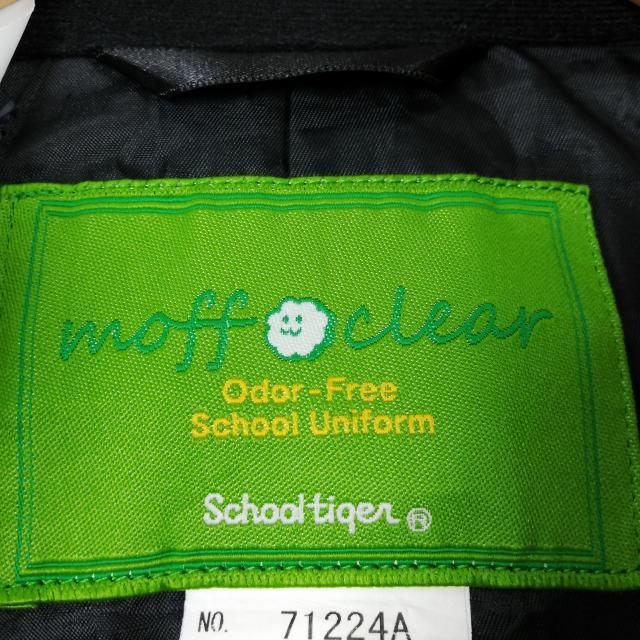 moff clear
Odor-Free
School Uniform
Schooltiger®
NO. 71224A